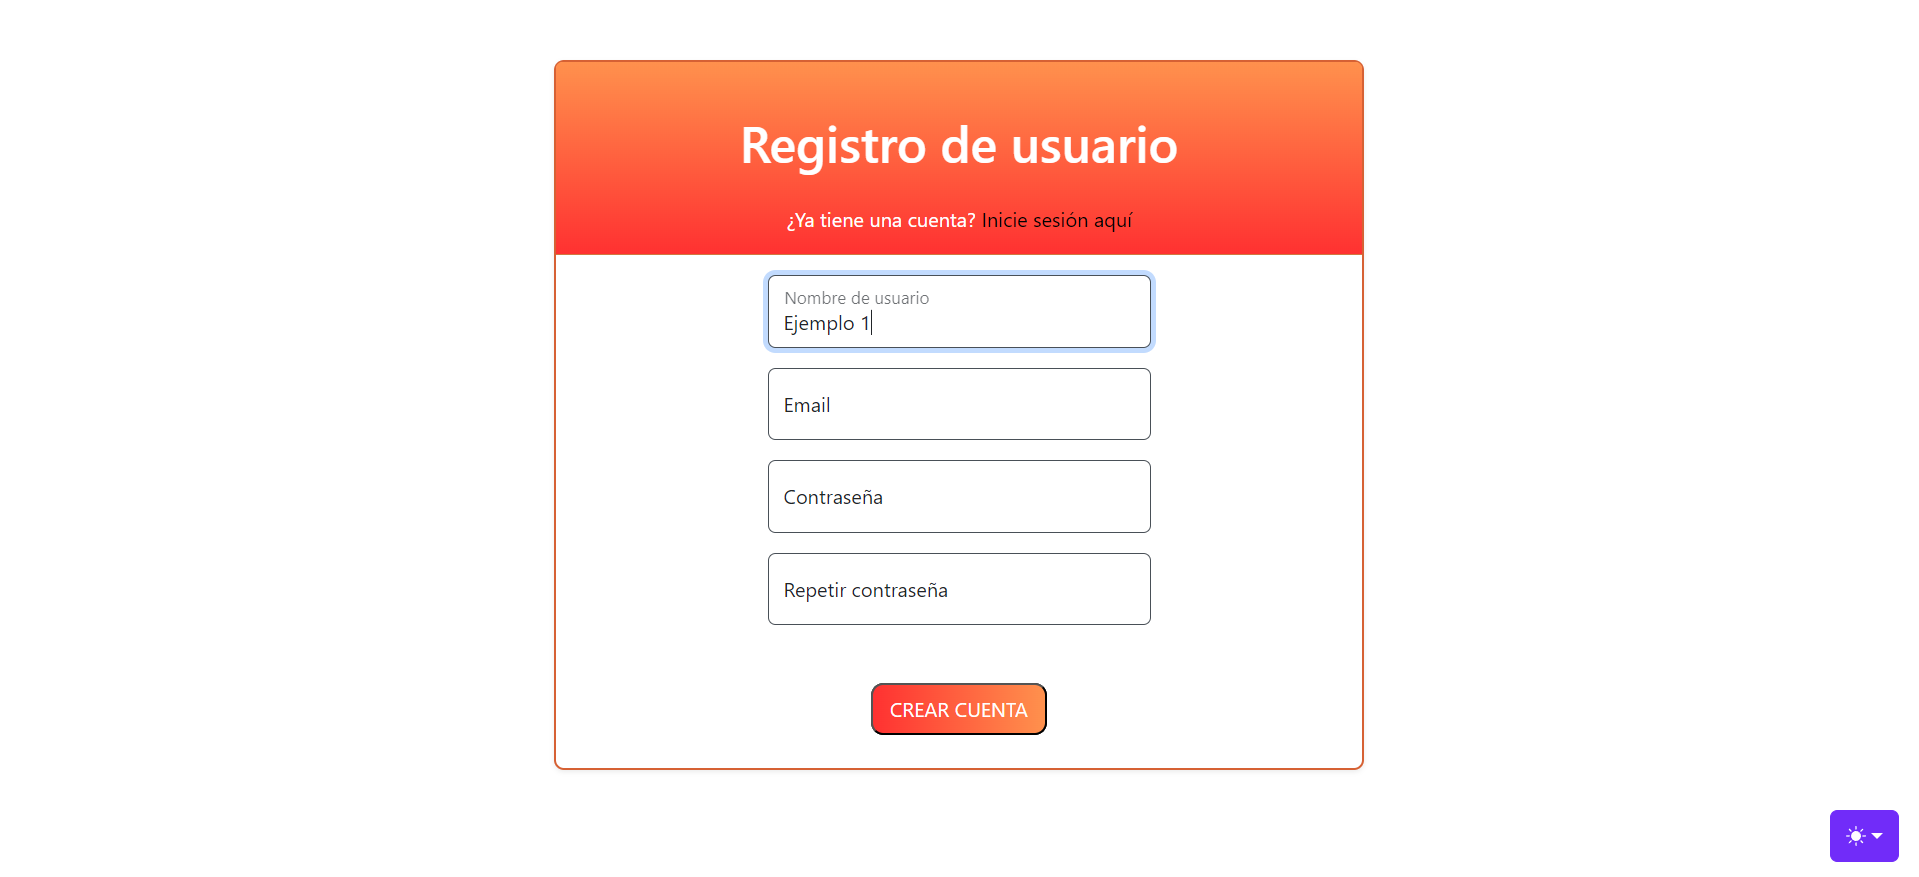 Registro de usuario
¿Ya tiene una cuenta? Inicie sesión aquí
Nombre de usuario
Ejemplo 1
Email
Contraseña
Repetir contraseña
CREAR CUENTA